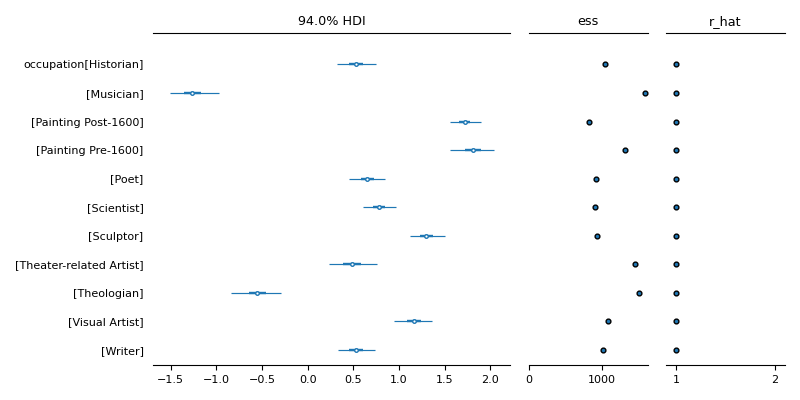 94.0% HDI ess r_hat
occupation[Historian]
[Musician]
[Painting Post-1600]
[Painting Pre-1600]
[Poet]
[Scientist]
[Sculptor]
[Theater-related Artist]
[Theologian]
[Visual Artist]
[Writer]
−1.5 −1.0 −0.5 0.0 0.5 1.0 1.5 2.0 0 1000 1 2